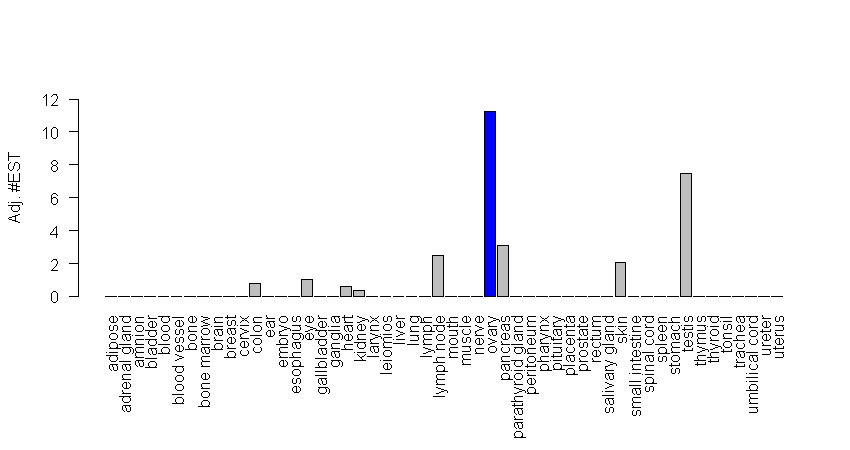 Adj. #EST
12
10
8
6
4
2
0
adipose
adrenal gland
amnion
bladder
blood
blood vessel
bone
bone marrow
brain
breast
cervix
colon
ear
embryo
esophagus
eye
gallbladder
ganglia
heart
kidney
larynx
leiomios
liver
lung
lymph
lymph node
mouth
muscle
nerve
ovary
pancreas
parathyroid gland
peritoneum
pharynx
pituitary
placenta
prostate
rectum
salivary gland
skin
small intestine
spinal cord
spleen
stomach
testis
thymus
thyroid
tonsil
trachea
umbilical cord
ureter
uterus